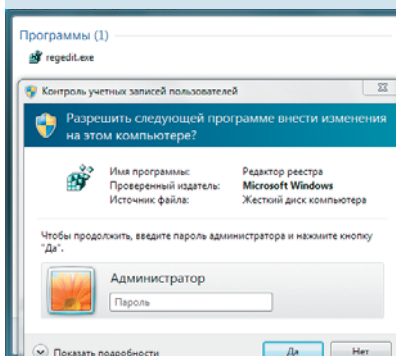 Программы (1)
regedit.exe
Контроль учетных записей пользователей
Разрешить следующей программе внести изменения
на этом компьютере?
Имя программы: Редактор реестра
Проверенный издатель: Microsoft Windows
Источник файла: Жесткий диск компьютера
Чтобы продолжить, введите пароль администратора и нажмите кнопку
"Да".
Администратор
Пароль
Показать подробности Да Нет